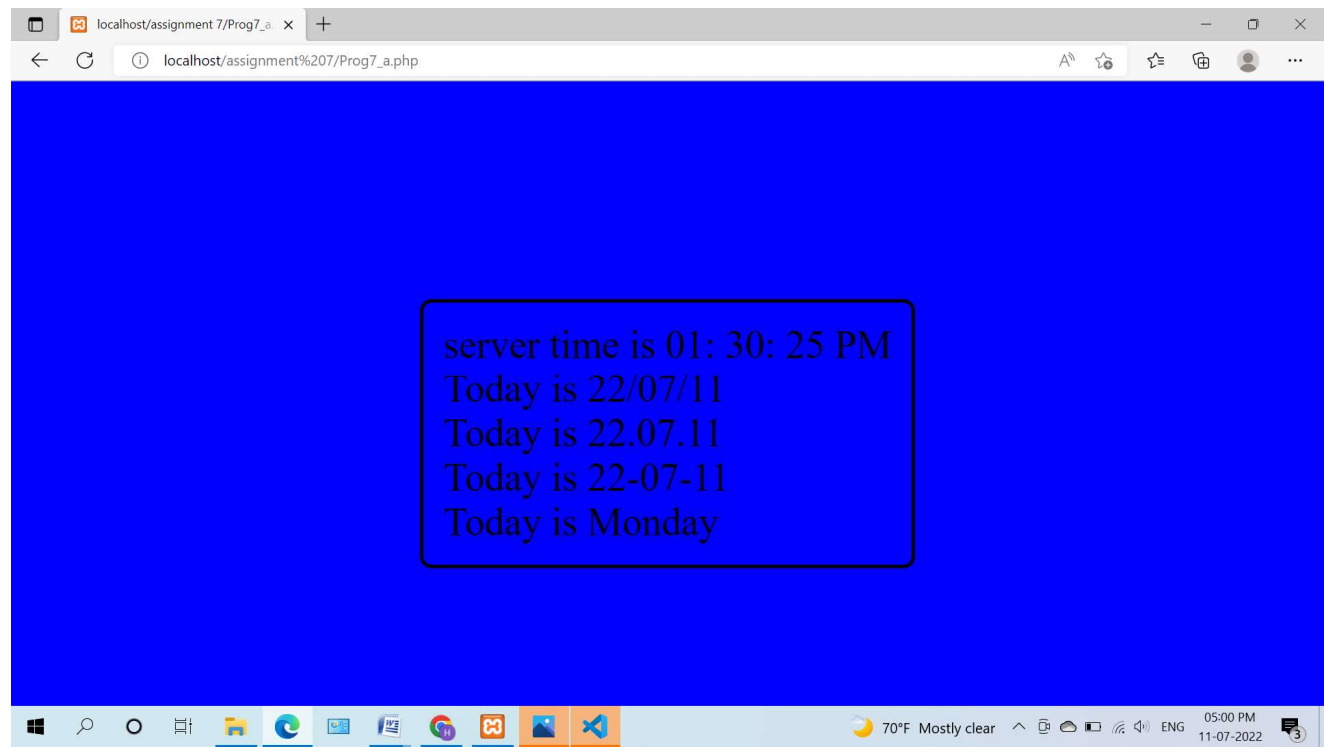 localhost/assignment 7/Prog7_a.
localhost/assignment%207/Prog7_a.php
server time is 01: 30: 25 PM
Today is 22/07/11
Today is 22.07.11
Today is 22-07-11
Today is Monday
70°F Mostly clear
ENG
05:00 PM
11-07-2022
3